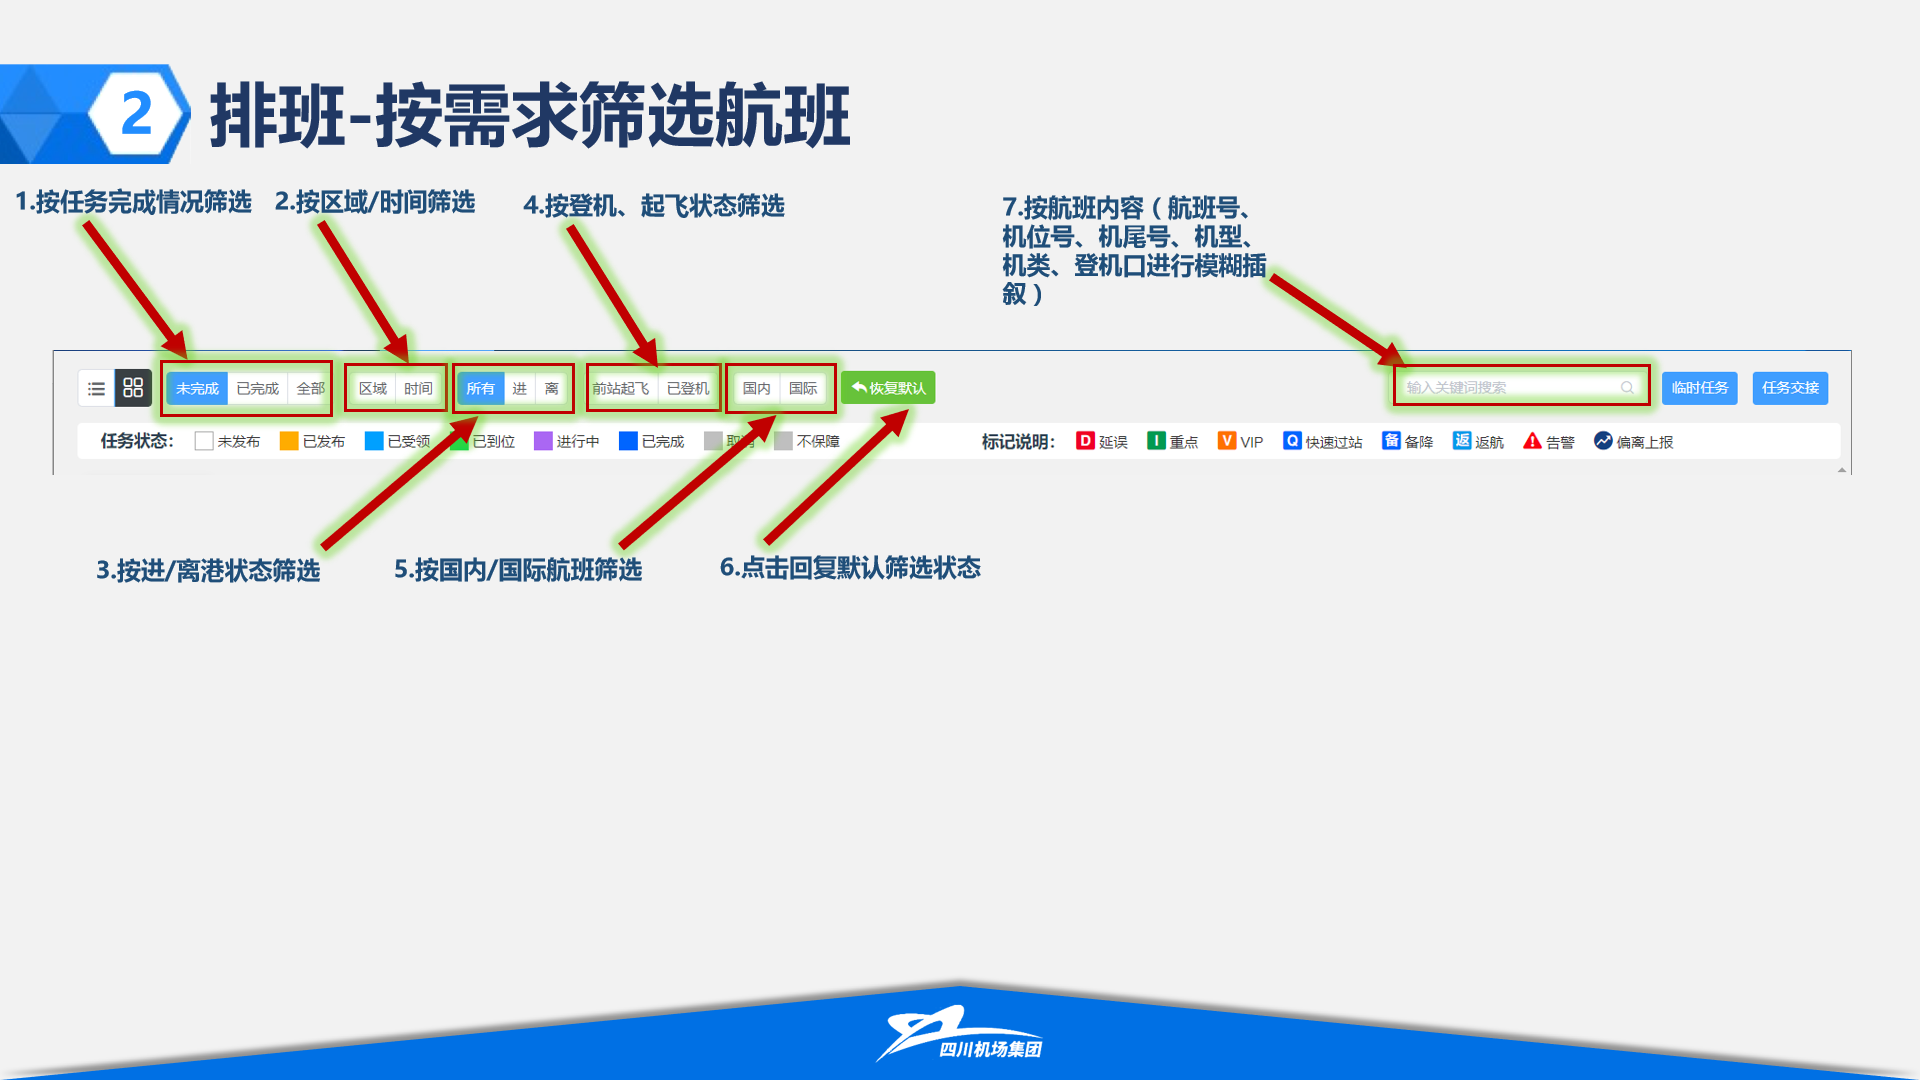 2
排班-按需求筛选航班
1.按任务完成情况筛选
2.按区域/时间筛选
4.按登机、起飞状态筛选
7.按航班内容（航班号、
机位号、机尾号、机型、
机类、登机口进行模糊插
叙）
未完成 已完成 全部 区域 时间 所有 进 离 前站起飞 已登机 国内 国际 恢复默认 输入关键词搜索 临时任务 任务交接
任务状态： 未发布 已发布 已受领 已到位 进行中 已完成 不保障 标记说明： D 延误 I 重点 V VIP Q 快速过站 备 备降 返 返航 告警 偏离上报
3.按进/离港状态筛选
5.按国内/国际航班筛选
6.点击回复默认筛选状态
四川机场集团